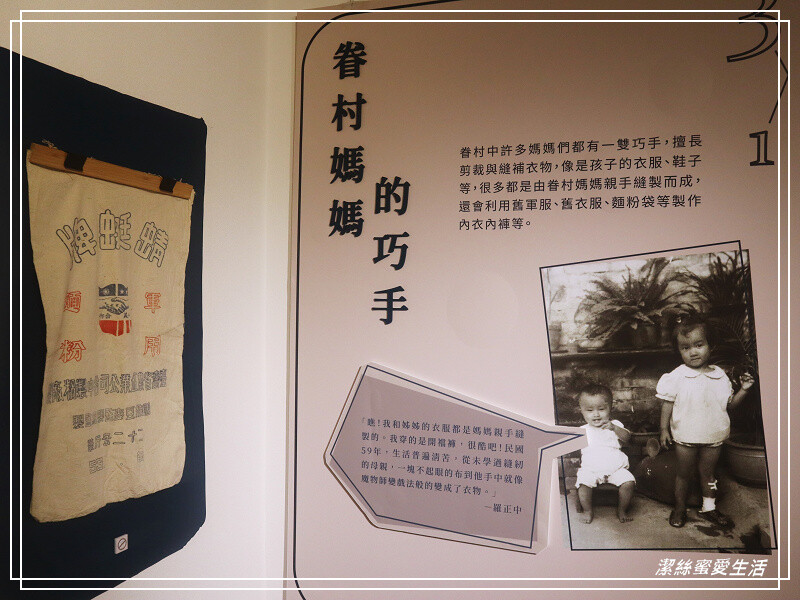 蜻蜓牌
軍用
麵粉
眷村媽媽
的巧手
眷村中許多媽媽們都有一雙巧手，擅長
剪裁與縫補衣物，像是孩子的衣服、鞋子
等，很多都是由眷村媽媽親手縫製而成，
還會利用舊軍服、舊衣服、麵粉袋等製作
內衣內褲等。
「瞧！我和姊姊的衣服都是媽媽親手縫
製的。我穿的是開襠褲，很酷吧！民國
59年，生活普遍清苦，從未學過縫紉
的母親，一塊不起眼的布到他手中就像
魔物師變戲法般的變成了衣物。」
—羅正中
潔絲蜜愛生活